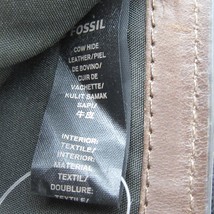 FOSSIL
COW HIDE
LEATHER/PIEL
DE BOVINO/
CUIR DE
VACHETTE/
KULIT SAMAK
SAPI/
牛皮
INTERIOR:
TEXTILE/
INTERIOR:
MATERIAL
TEXTIL/
DOUBLURE:
TEXTILE/